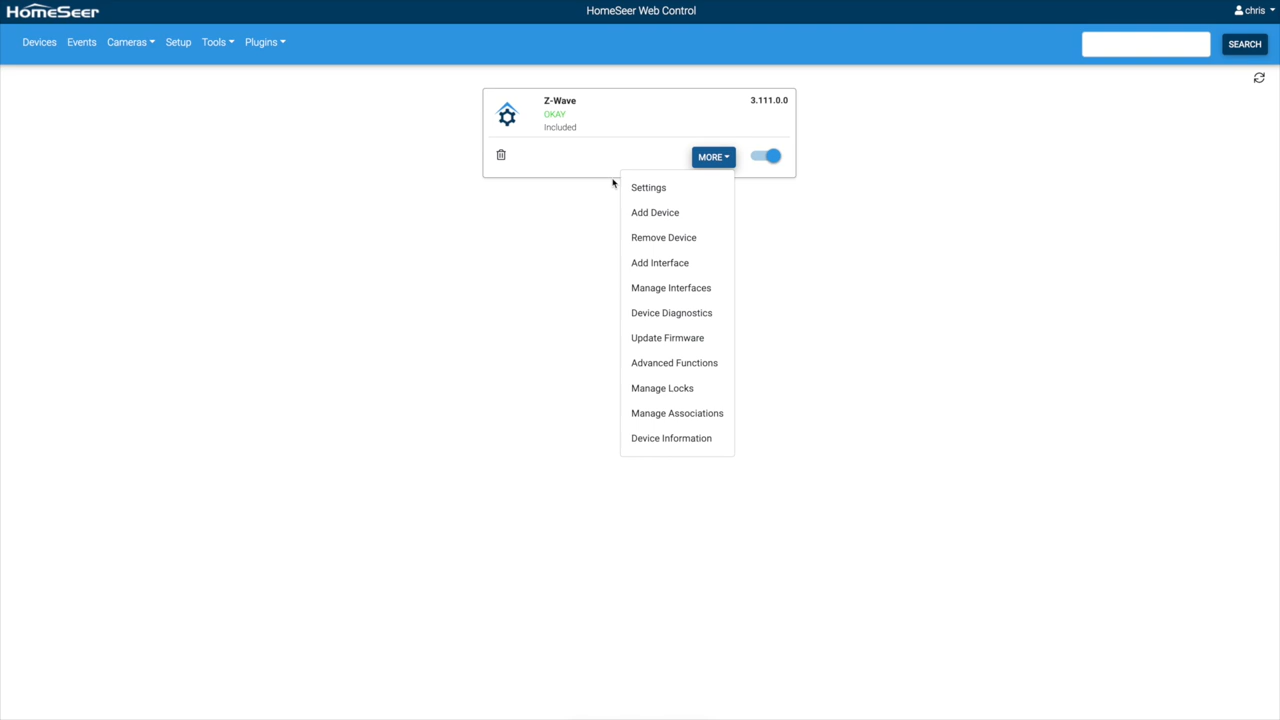 HomeSeer
HomeSeer Web Control
chris
Devices Events Cameras Setup Tools Plugins
SEARCH
Z-Wave
3.111.0.0
OKAY
Included
MORE
Settings
Add Device
Remove Device
Add Interface
Manage Interfaces
Device Diagnostics
Update Firmware
Advanced Functions
Manage Locks
Manage Associations
Device Information